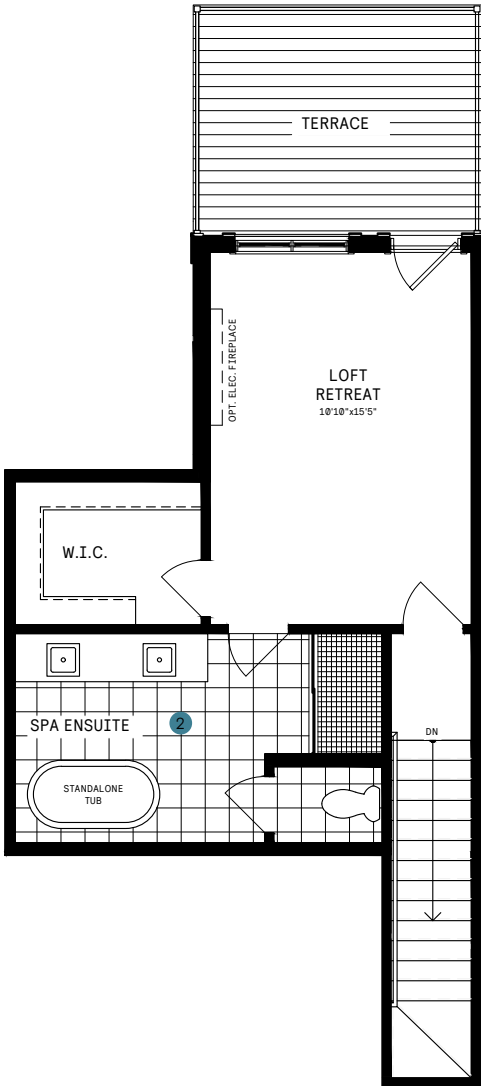 TERRACE
OPT. ELEC. FIREPLACE
LOFT
RETREAT
10'10"x15'5"
W.I.C.
SPA ENSUITE
2
DN
STANDALONE
TUB